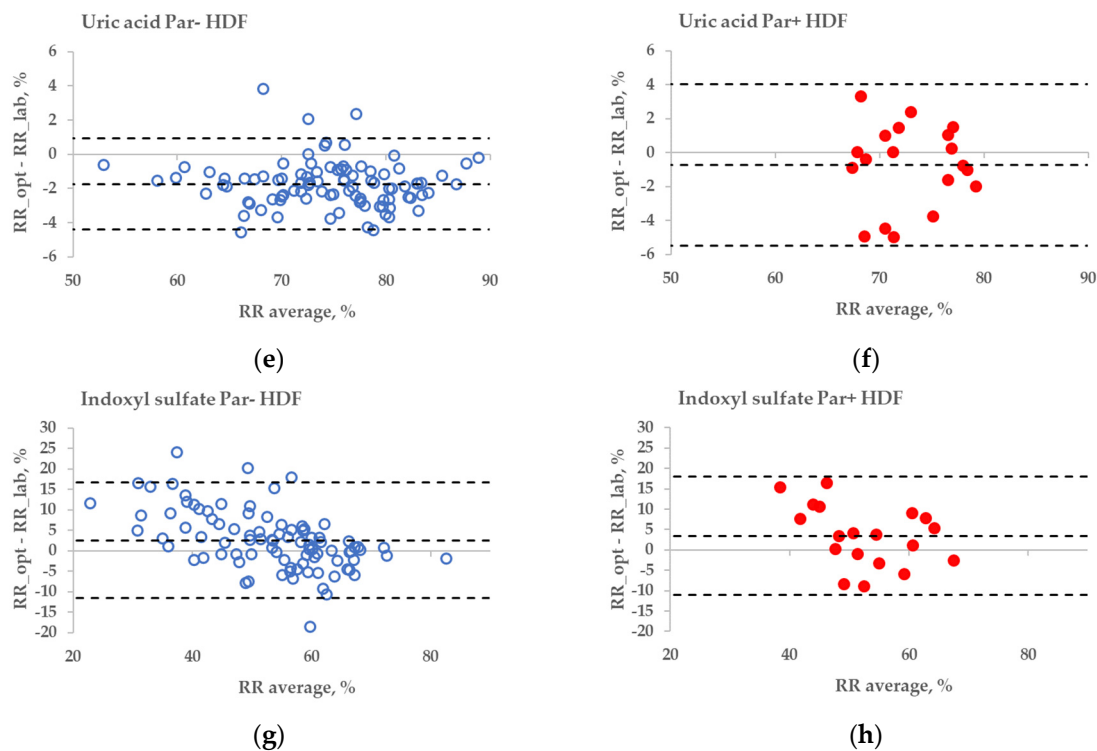 Uric acid Par- HDF
RR_opt - RR_lab, %
6
4
2
0
-2
-4
-6
50 60 70 80 90
RR average, %
(e)
Uric acid Par+ HDF
RR_opt - RR_lab, %
6
4
2
0
-2
-4
-6
50 60 70 80 90
RR average, %
(f)
Indoxyl sulfate Par- HDF
RR_opt - RR_lab, %
30
25
20
15
10
5
0
-5
-10
-15
-20
20 40 60 80
RR average, %
(g)
Indoxyl sulfate Par+ HDF
RR_opt - RR_lab, %
30
25
20
15
10
5
0
-5
-10
-15
-20
20 40 60 80
RR average, %
(h)